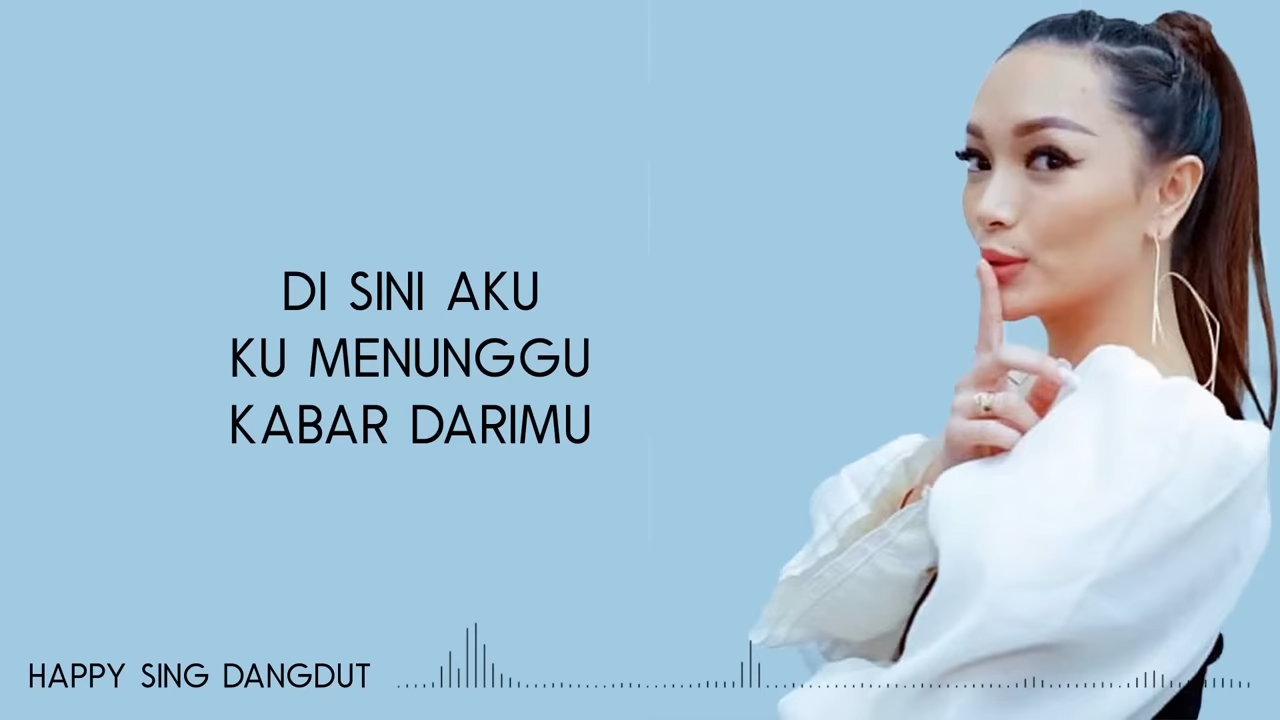 DI SINI AKU
KU MENUNGGU
KABAR DARIMU
HAPPY SING DANGDUT